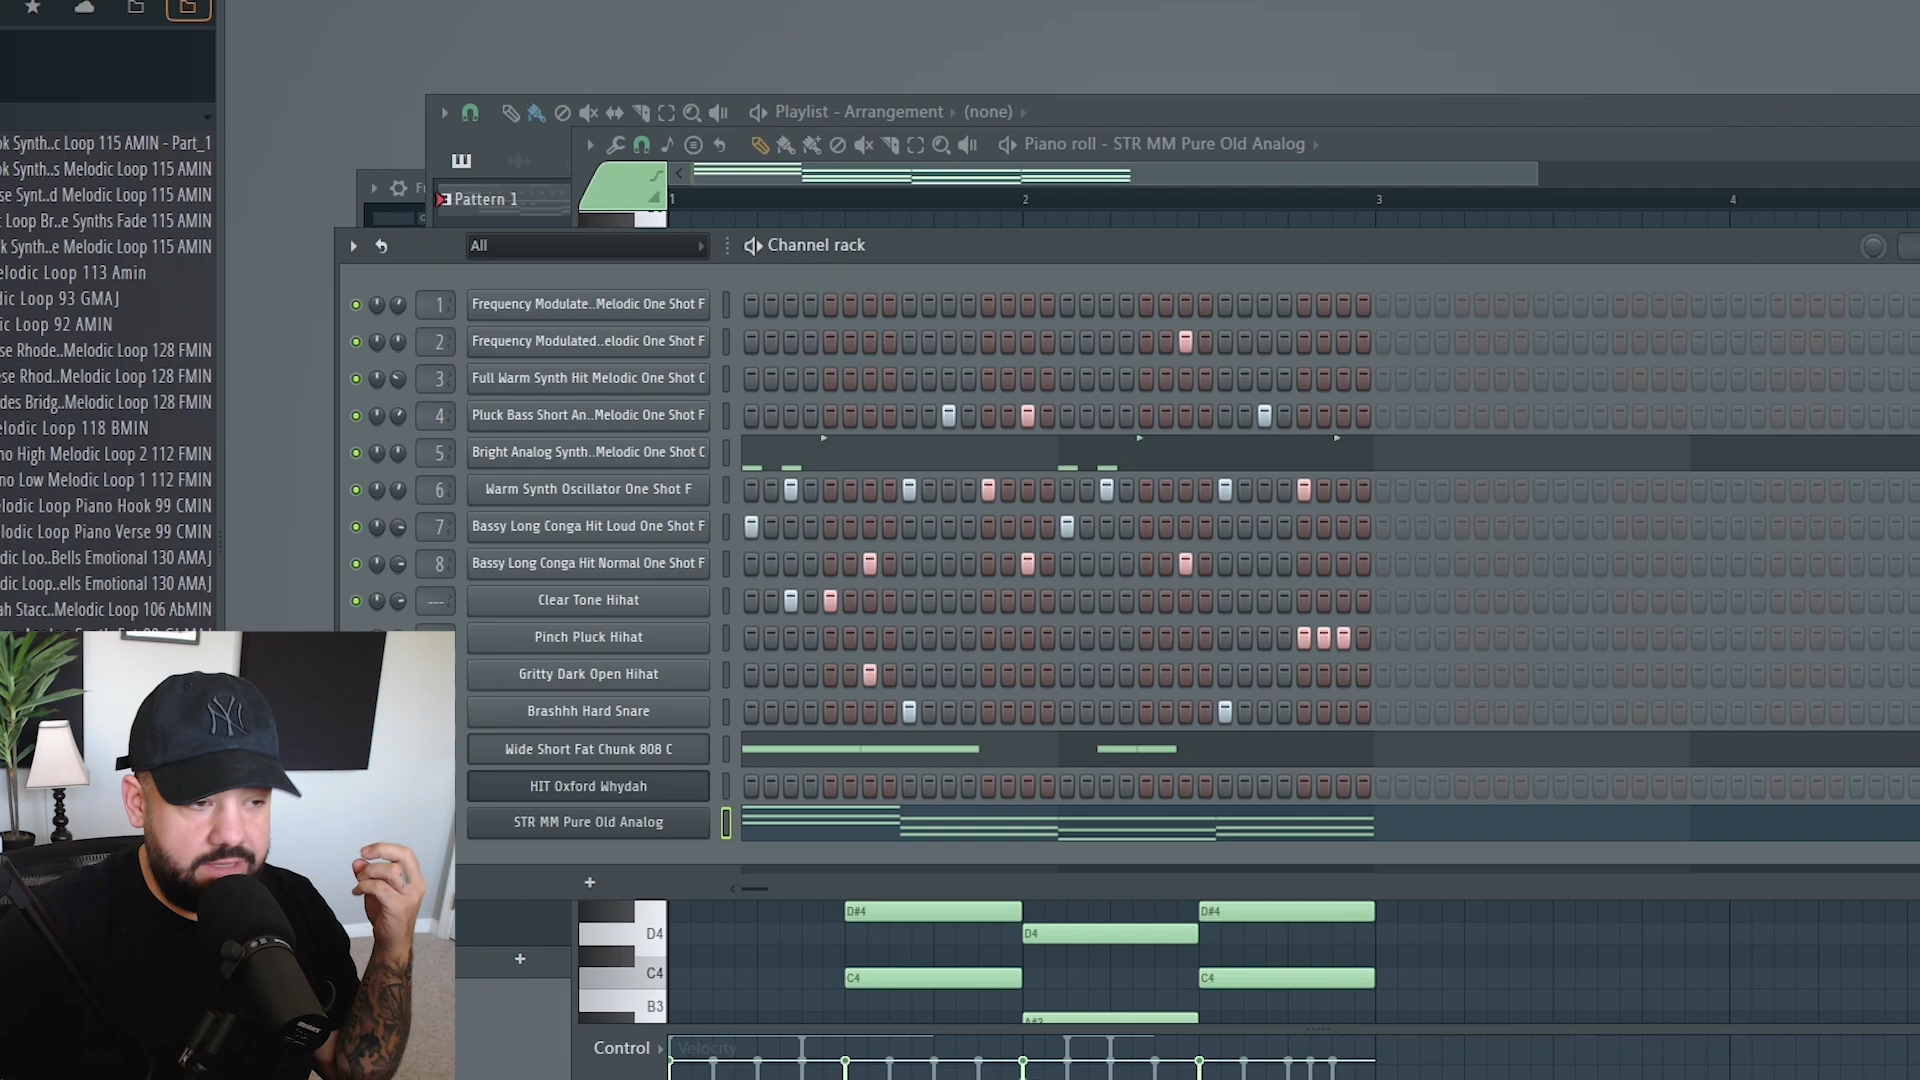 Playlist - Arrangement (none)
Piano roll - STR MM Pure Old Analog
Pattern 1
1
2
3
4
All
Channel rack
1 Frequency Modulate..Melodic One Shot F
2 Frequency Modulated..elodic One Shot F
3 Full Warm Synth Hit Melodic One Shot C
4 Pluck Bass Short An..Melodic One Shot F
5 Bright Analog Synth..Melodic One Shot C
6 Warm Synth Oscillator One Shot F
7 Bassy Long Conga Hit Loud One Shot F
8 Bassy Long Conga Hit Normal One Shot F
--- Clear Tone Hihat
Pinch Pluck Hihat
Gritty Dark Open Hihat
Brashhh Hard Snare
Wide Short Fat Chunk 808 C
HIT Oxford Whydah
STR MM Pure Old Analog
ok Synth..c Loop 115 AMIN - Part_1
ok Synth..s Melodic Loop 115 AMIN
se Synt..d Melodic Loop 115 AMIN
t Loop Br..e Synths Fade 115 AMIN
k Synth..e Melodic Loop 115 AMIN
elodic Loop 113 Amin
dic Loop 93 GMAJ
ic Loop 92 AMIN
se Rhode..Melodic Loop 128 FMIN
ese Rhod..Melodic Loop 128 FMIN
des Bridg..Melodic Loop 128 FMIN
elodic Loop 118 BMIN
no High Melodic Loop 2 112 FMIN
no Low Melodic Loop 1 112 FMIN
elodic Loop Piano Hook 99 CMIN
lodic Loop Piano Verse 99 CMIN
dic Loo..Bells Emotional 130 AMAJ
dic Loop..ells Emotional 130 AMAJ
ah Stacc..Melodic Loop 106 AbMIN
NY
D#4
D#4
D4
D4
C4
C4
C4
B3
A#3
Control
Velocity